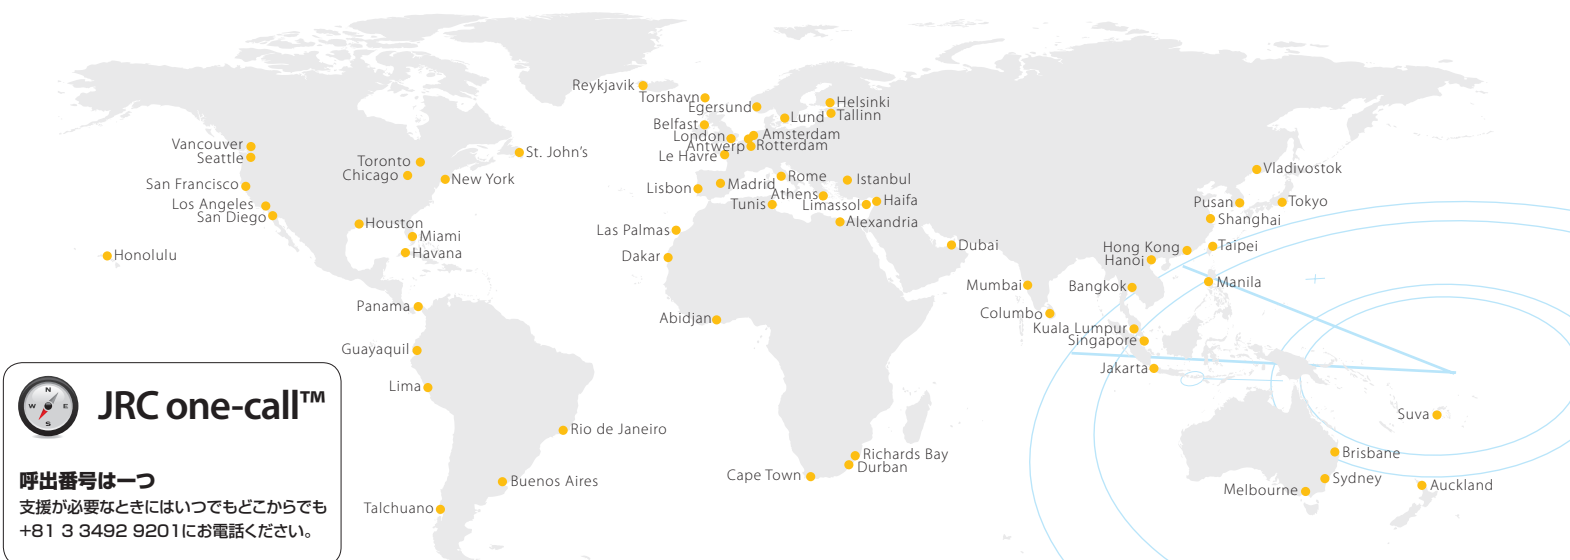 Reykjavik
Torshavn
Egersund
Helsinki
Tallinn
Lund
Belfast
London
Amsterdam
Antwerp
Rotterdam
Le Havre
Vancouver
Seattle
Toronto
Chicago
St. John's
New York
San Francisco
Los Angeles
San Diego
Houston
Miami
Havana
Honolulu
Lisbon
Madrid
Rome
Istanbul
Athens
Tunis
Limassol
Haifa
Alexandria
Las Palmas
Dakar
Dubai
Vladivostok
Pusan
Tokyo
Shanghai
Hong Kong
Taipei
Hanoi
Mumbai
Bangkok
Manila
Columbo
Kuala Lumpur
Singapore
Jakarta
Panama
Abidjan
Guayaquil
Lima
Rio de Janeiro
Buenos Aires
Talchuano
Cape Town
Richards Bay
Durban
Suva
Brisbane
Sydney
Melbourne
Auckland
N
W E
S
JRC one-call™
呼出番号は一つ
支援が必要なときにはいつでもどこからでも
+81 3 3492 9201にお電話ください。